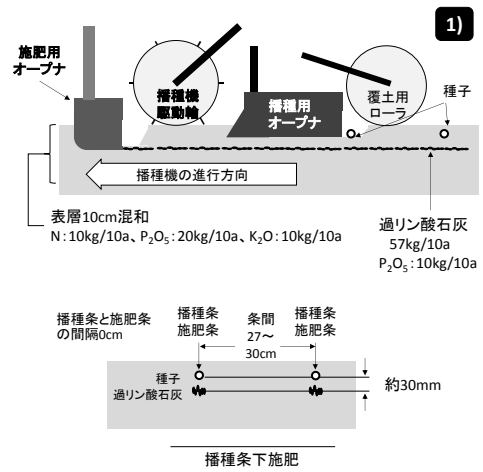 1)
施肥用
オープナ
播種機
駆動輪
播種用
オープナ
覆土用
ローラ
種子
播種機の進行方向
表層10cm混和
N：10kg/10a、P₂O₅：20kg/10a、K₂O：10kg/10a
過リン酸石灰
57kg/10a
P₂O₅：10kg/10a
播種条と施肥条
の間隔0cm
播種条
施肥条
条間
27～
30cm
播種条
施肥条
種子
過リン酸石灰
約30mm
播種条下施肥